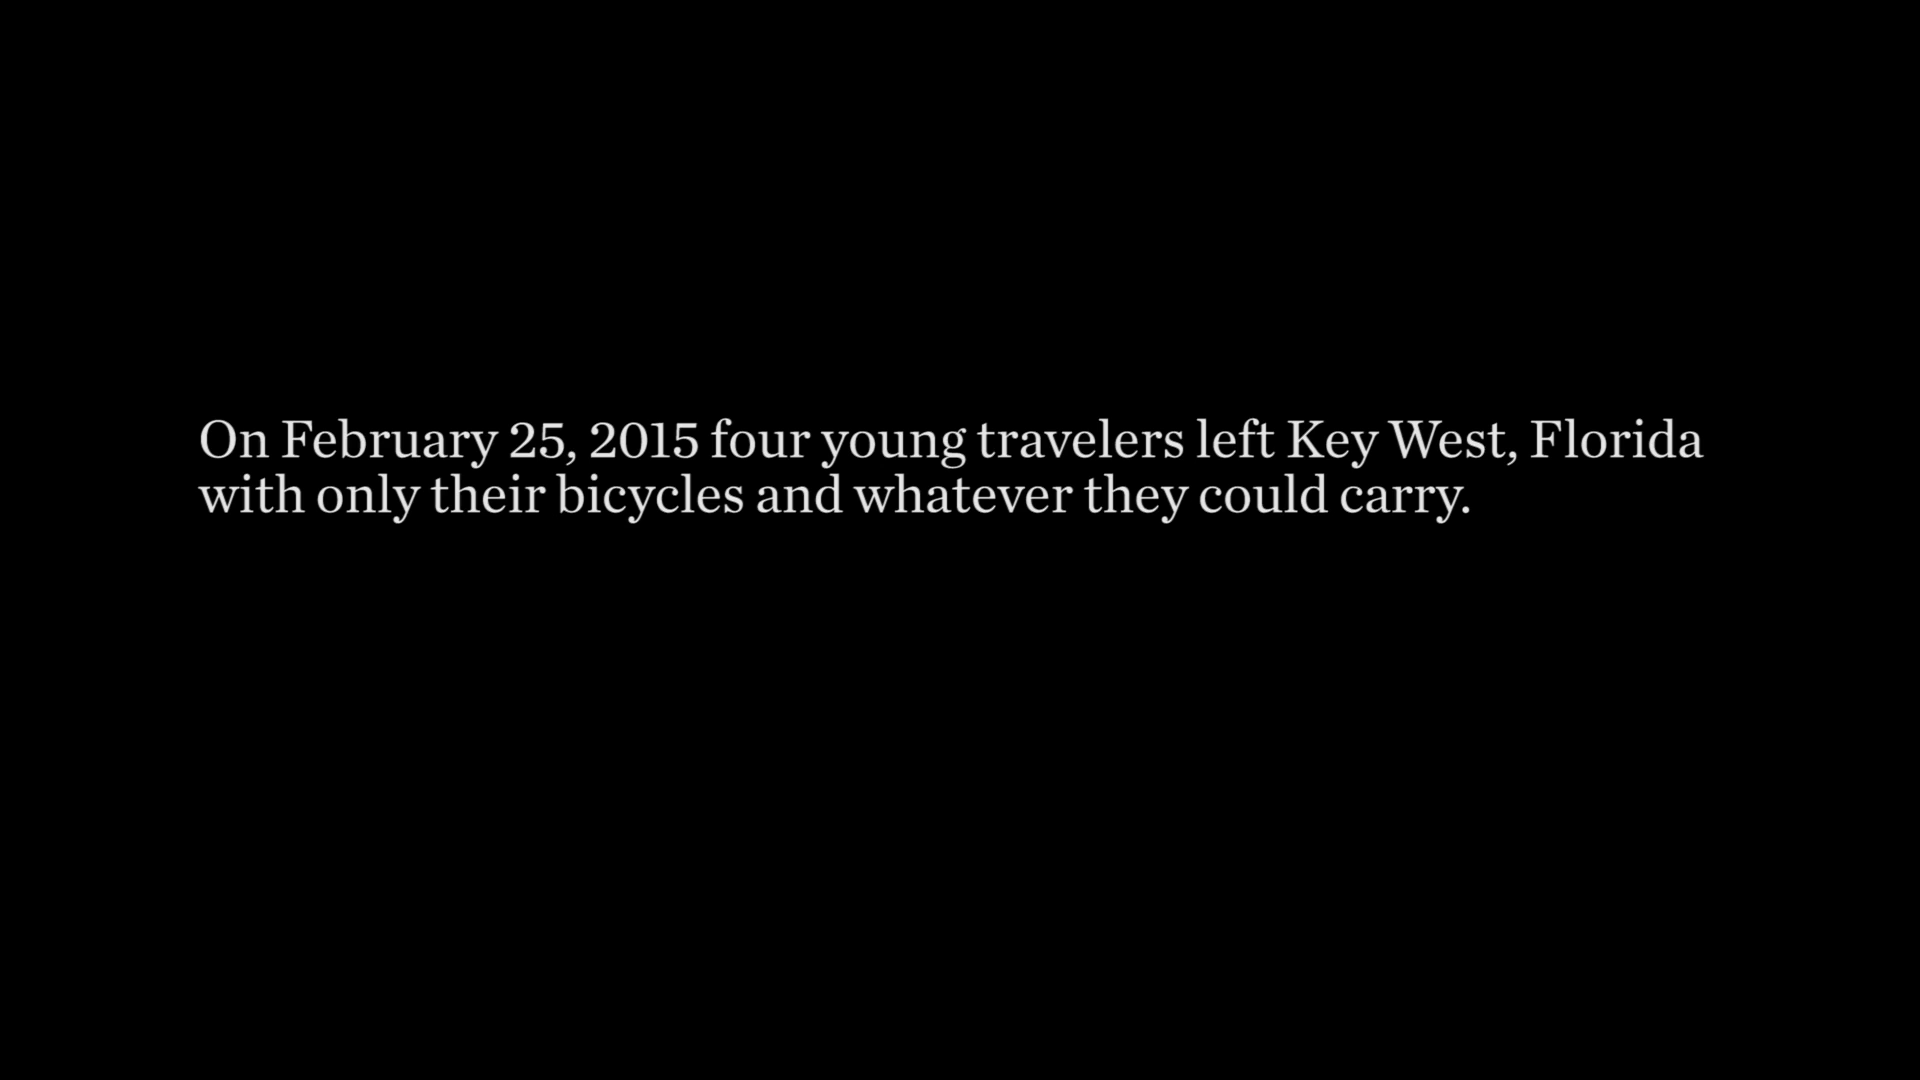 On February 25, 2015 four young travelers left Key West, Florida
with only their bicycles and whatever they could carry.